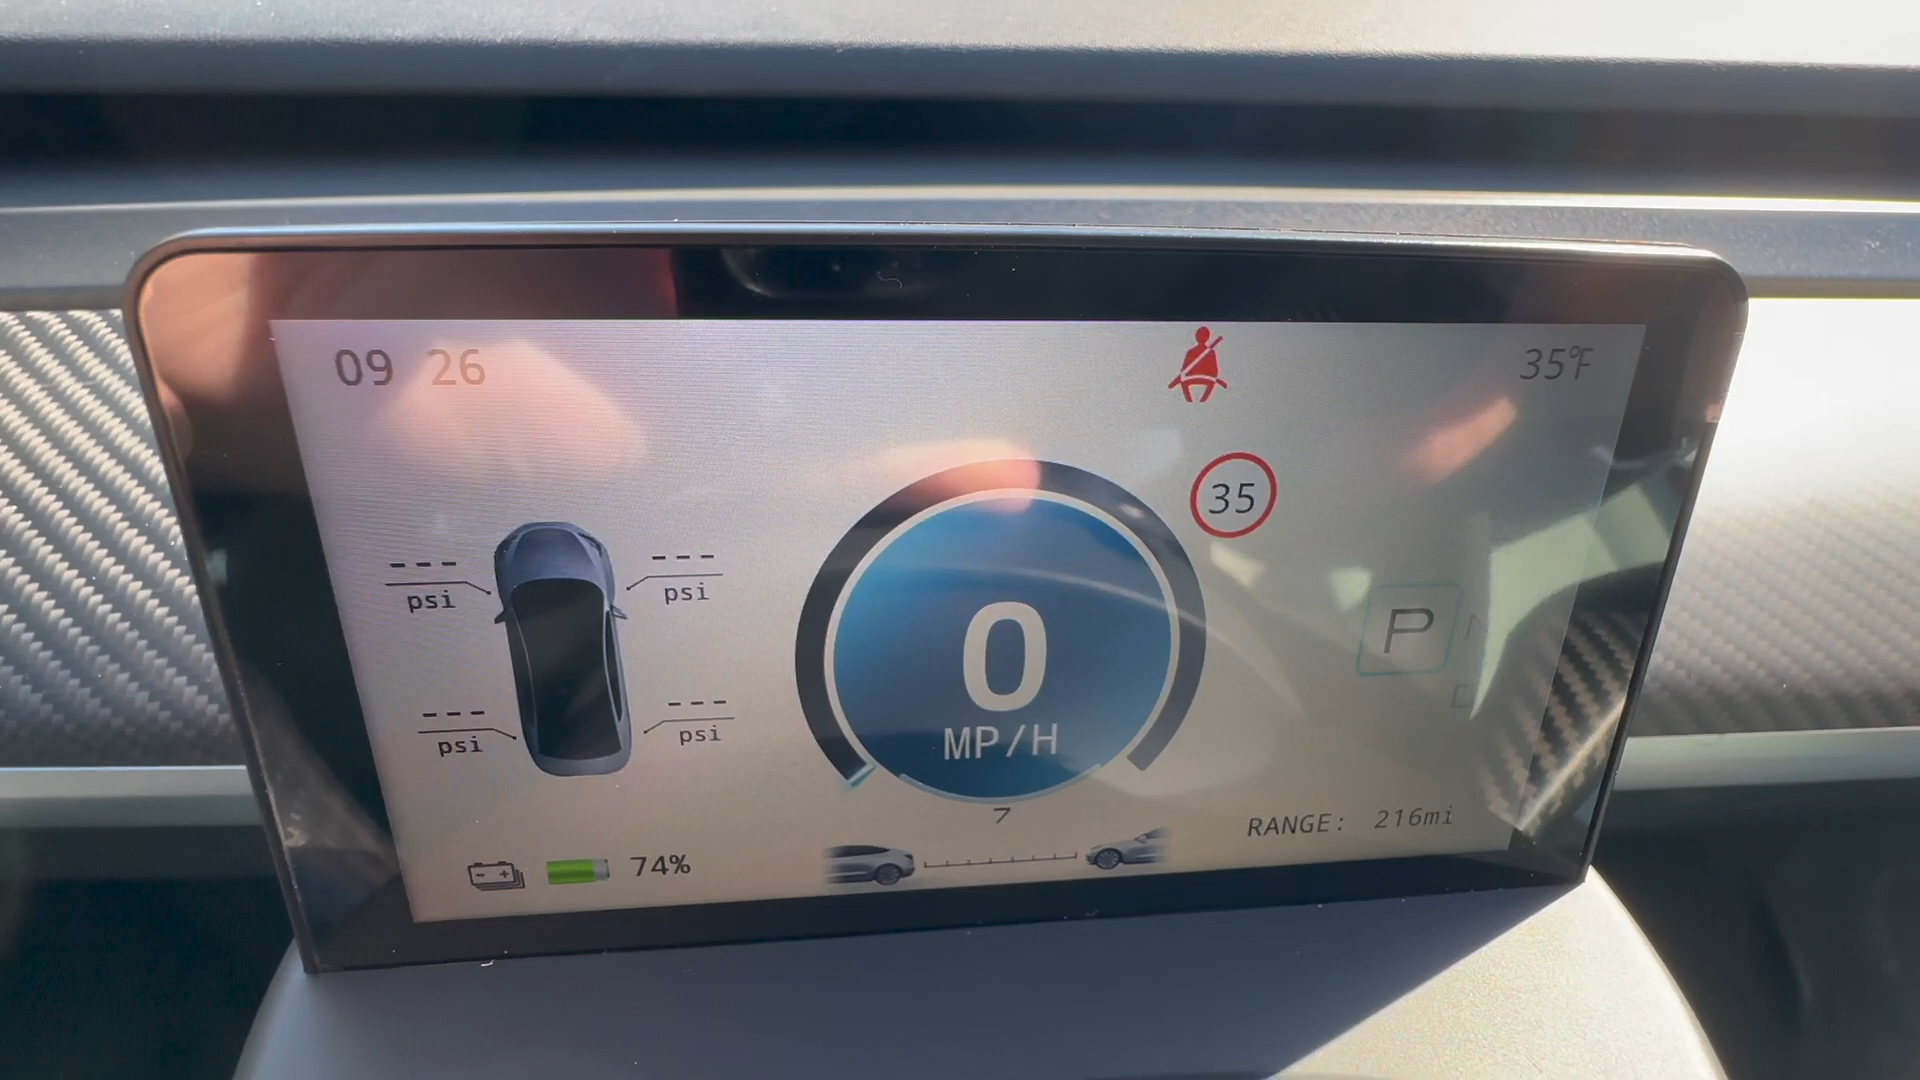 09 26
35°F
35
--- psi
--- psi
--- psi
--- psi
0
MP/H
7
P
RANGE: 216mi
74%